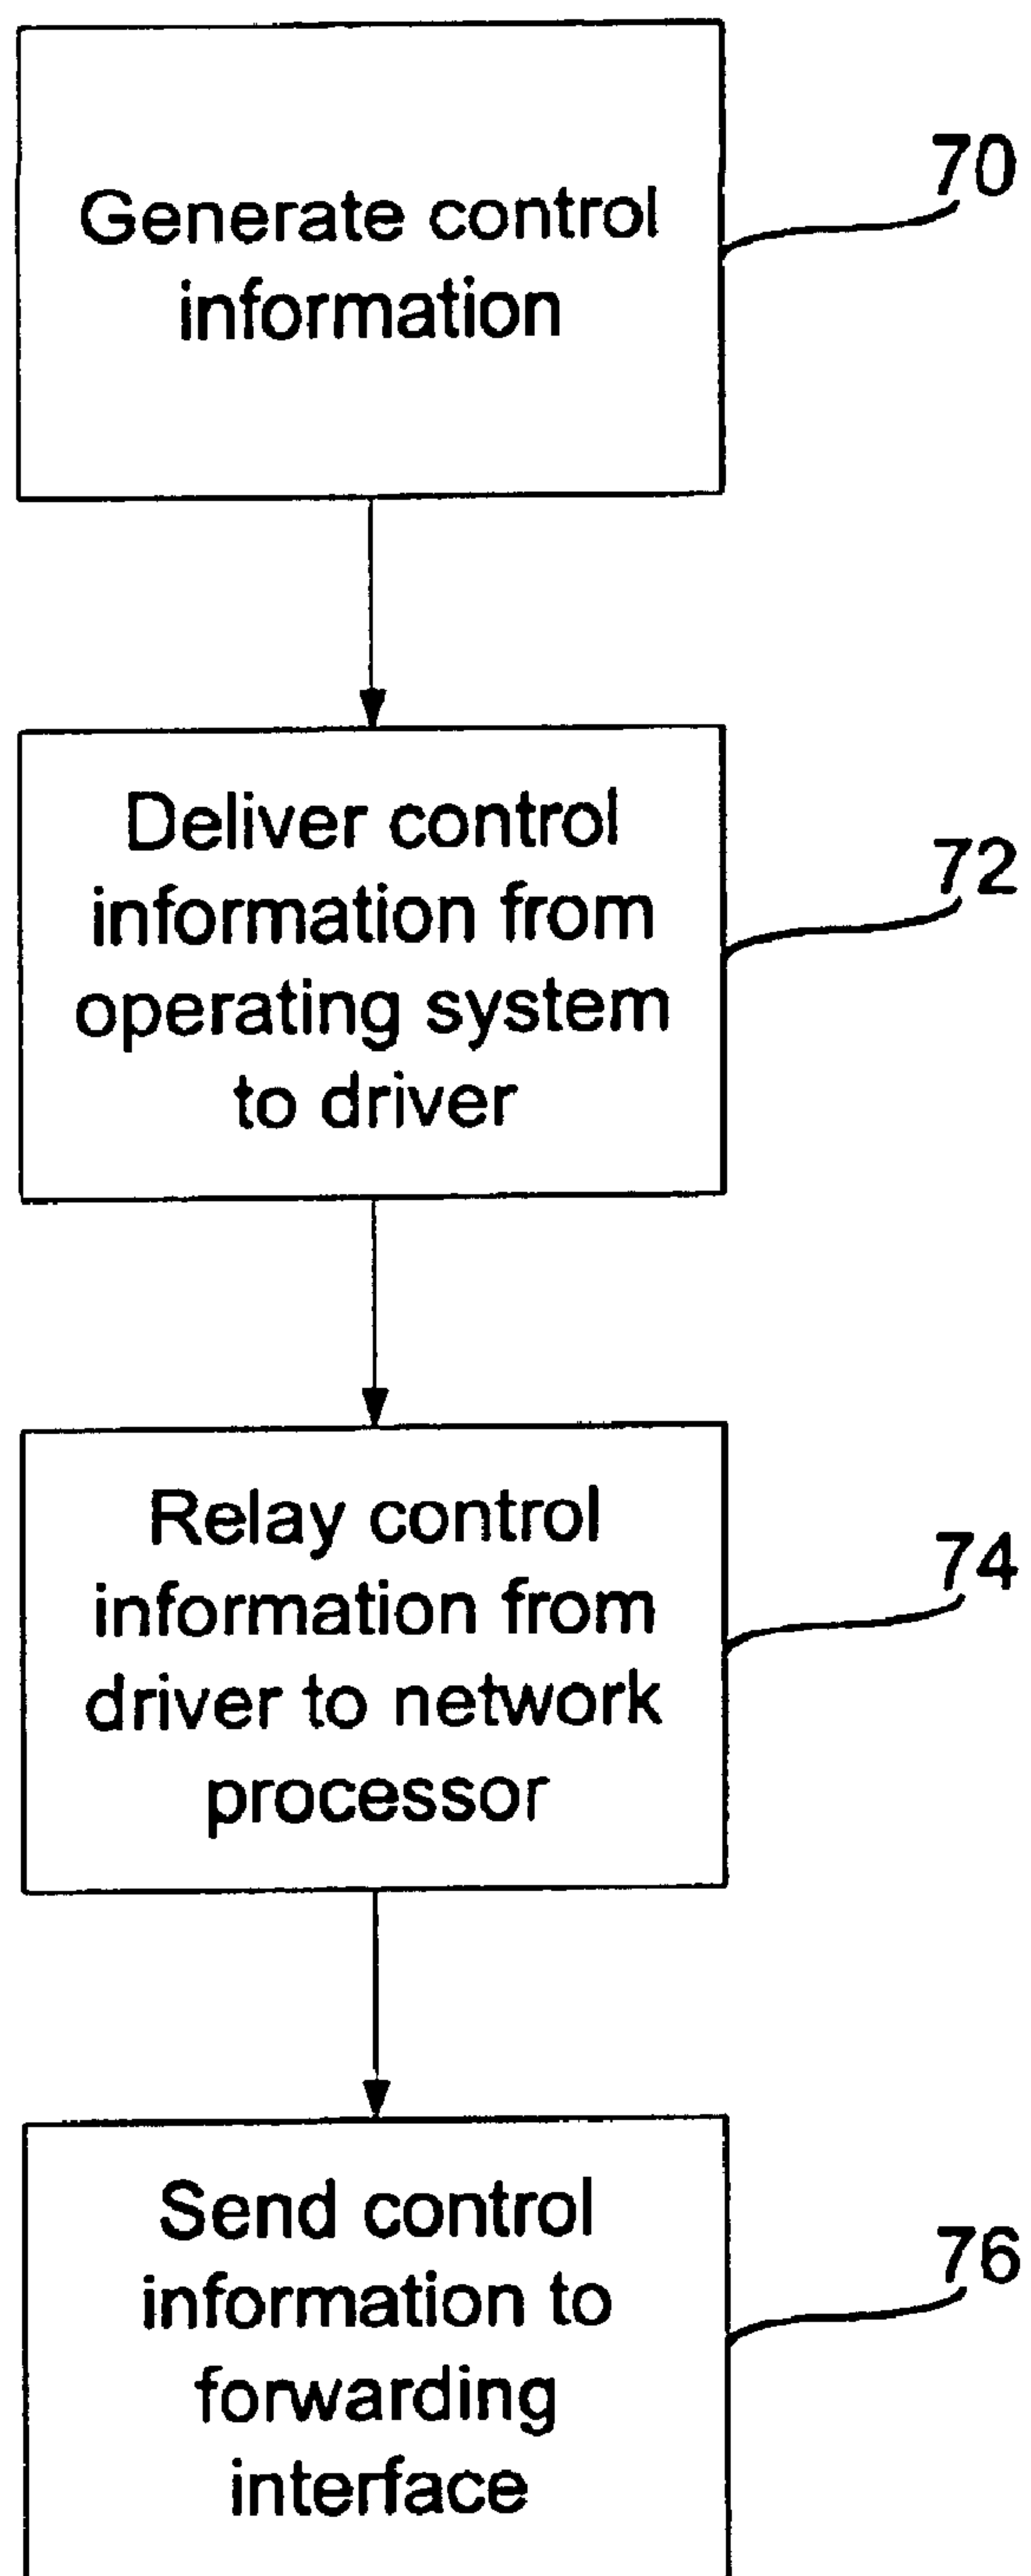 Generate control
information
70
Deliver control
information from
operating system
to driver
72
Relay control
information from
driver to network
processor
74
Send control
information to
forwarding
interface
76